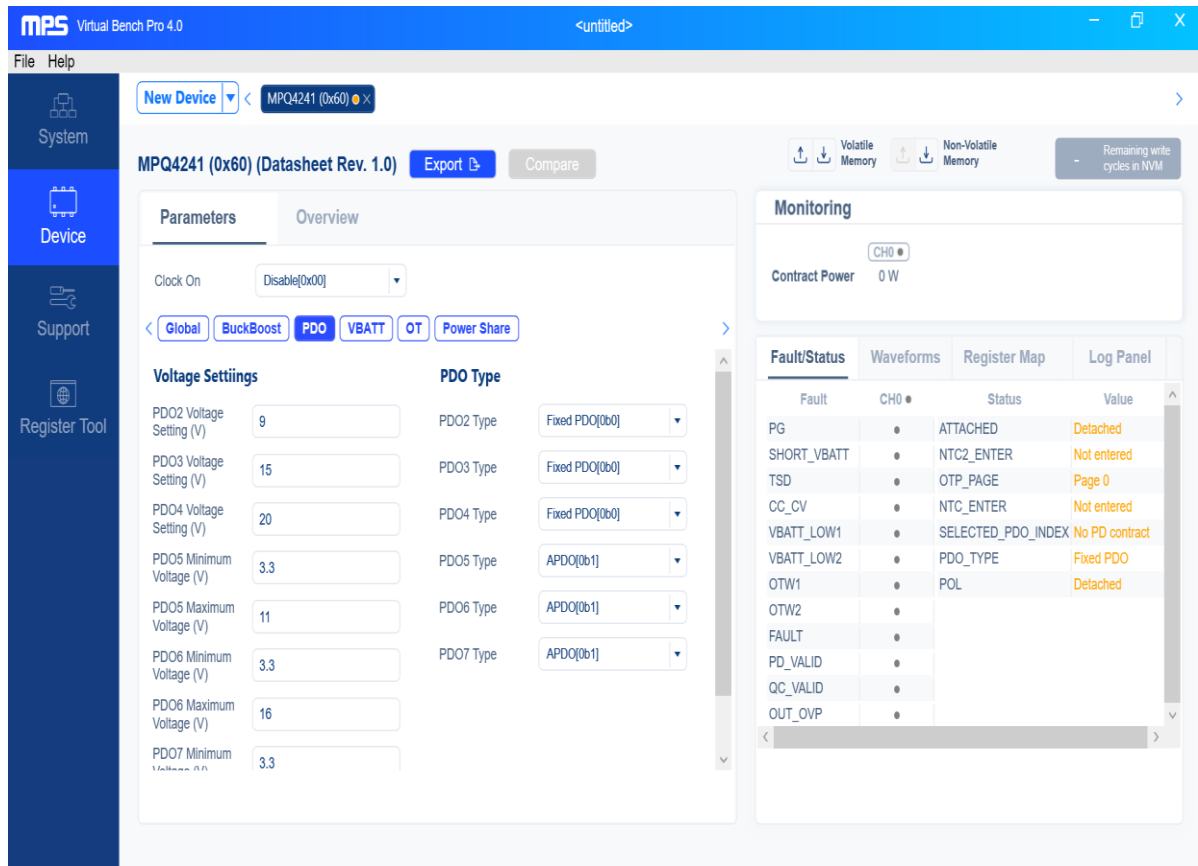 mps Virtual Bench Pro 4.0 <untitled>
File Help
System
Device
Support
Register Tool
New Device MPQ4241 (0x60)
MPQ4241 (0x60) (Datasheet Rev. 1.0) Export Compare
Volatile Memory
Non-Volatile Memory
- Remaining write cycles in NVM
Parameters Overview
Clock On Disable[0x00]
Global BuckBoost PDO VBATT OT Power Share
Voltage Settiings
PDO2 Voltage Setting (V) 9
PDO3 Voltage Setting (V) 15
PDO4 Voltage Setting (V) 20
PDO5 Minimum Voltage (V) 3.3
PDO5 Maximum Voltage (V) 11
PDO6 Minimum Voltage (V) 3.3
PDO6 Maximum Voltage (V) 16
PDO7 Minimum Voltage (V) 3.3
PDO Type
PDO2 Type Fixed PDO[0b0]
PDO3 Type Fixed PDO[0b0]
PDO4 Type Fixed PDO[0b0]
PDO5 Type APDO[0b1]
PDO6 Type APDO[0b1]
PDO7 Type APDO[0b1]
Monitoring
CH0
Contract Power 0 W
Fault/Status Waveforms Register Map Log Panel
Fault CH0 Status Value
PG ATTACHED Detached
SHORT_VBATT NTC2_ENTER Not entered
TSD OTP_PAGE Page 0
CC_CV NTC_ENTER Not entered
VBATT_LOW1 SELECTED_PDO_INDEX No PD contract
VBATT_LOW2 PDO_TYPE Fixed PDO
OTW1 POL Detached
OTW2
FAULT
PD_VALID
QC_VALID
OUT_OVP